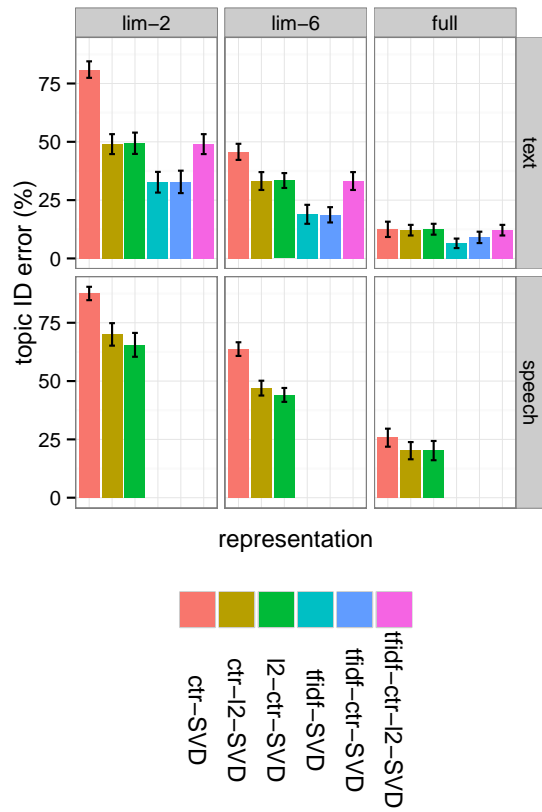 lim−2 lim−6 full
topic ID error (%)
75
50
25
0
text
75
50
25
0
speech
representation
ctr−SVD
ctr−l2−SVD
l2−ctr−SVD
tfidf−SVD
tfidf−ctr−SVD
tfidf−ctr−l2−SVD